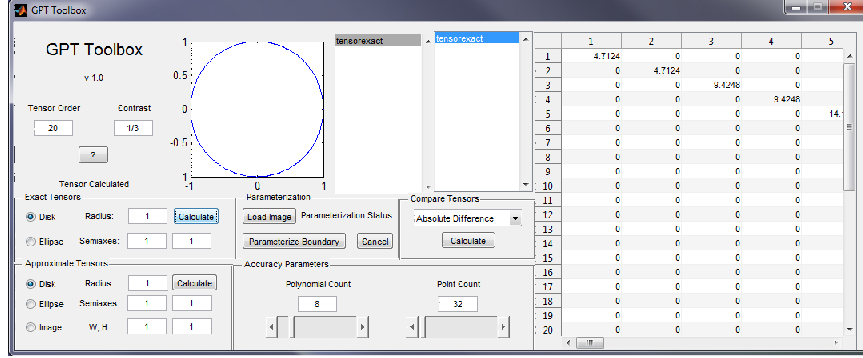 GPT Toolbox
GPT Toolbox
v 1.0
Tensor Order
Contrast
20
1/3
?
Tensor Calculated
1
0.5
0
-0.5
-1
-1
0
1
tensorexact
tensorexact
Exact Tensors
Disk
Radius:
1
Calculate
Ellipse
Semiaxes:
1
1
Parameterization
Load Image
Parameterization Status
Parameterize Boundary
Cancel
Compare Tensors
Absolute Difference
Calculate
Approximate Tensors
Disk
Radius
1
Calculate
Ellipse
Semiaxes
1
1
Image
W, H
1
1
Accuracy Parameters
Polynomial Count
Point Count
8
32
1 2 3 4 5
1 4.7124 0 0 0
2 0 4.7124 0 0
3 0 0 9.4248 0
4 0 0 0 9.4248
5 0 0 0 0 14.
6 0 0 0 0
7 0 0 0 0
8 0 0 0 0
9 0 0 0 0
10 0 0 0 0
11 0 0 0 0
12 0 0 0 0
13 0 0 0 0
14 0 0 0 0
15 0 0 0 0
16 0 0 0 0
17 0 0 0 0
18 0 0 0 0
19 0 0 0 0
20 0 0 0 0